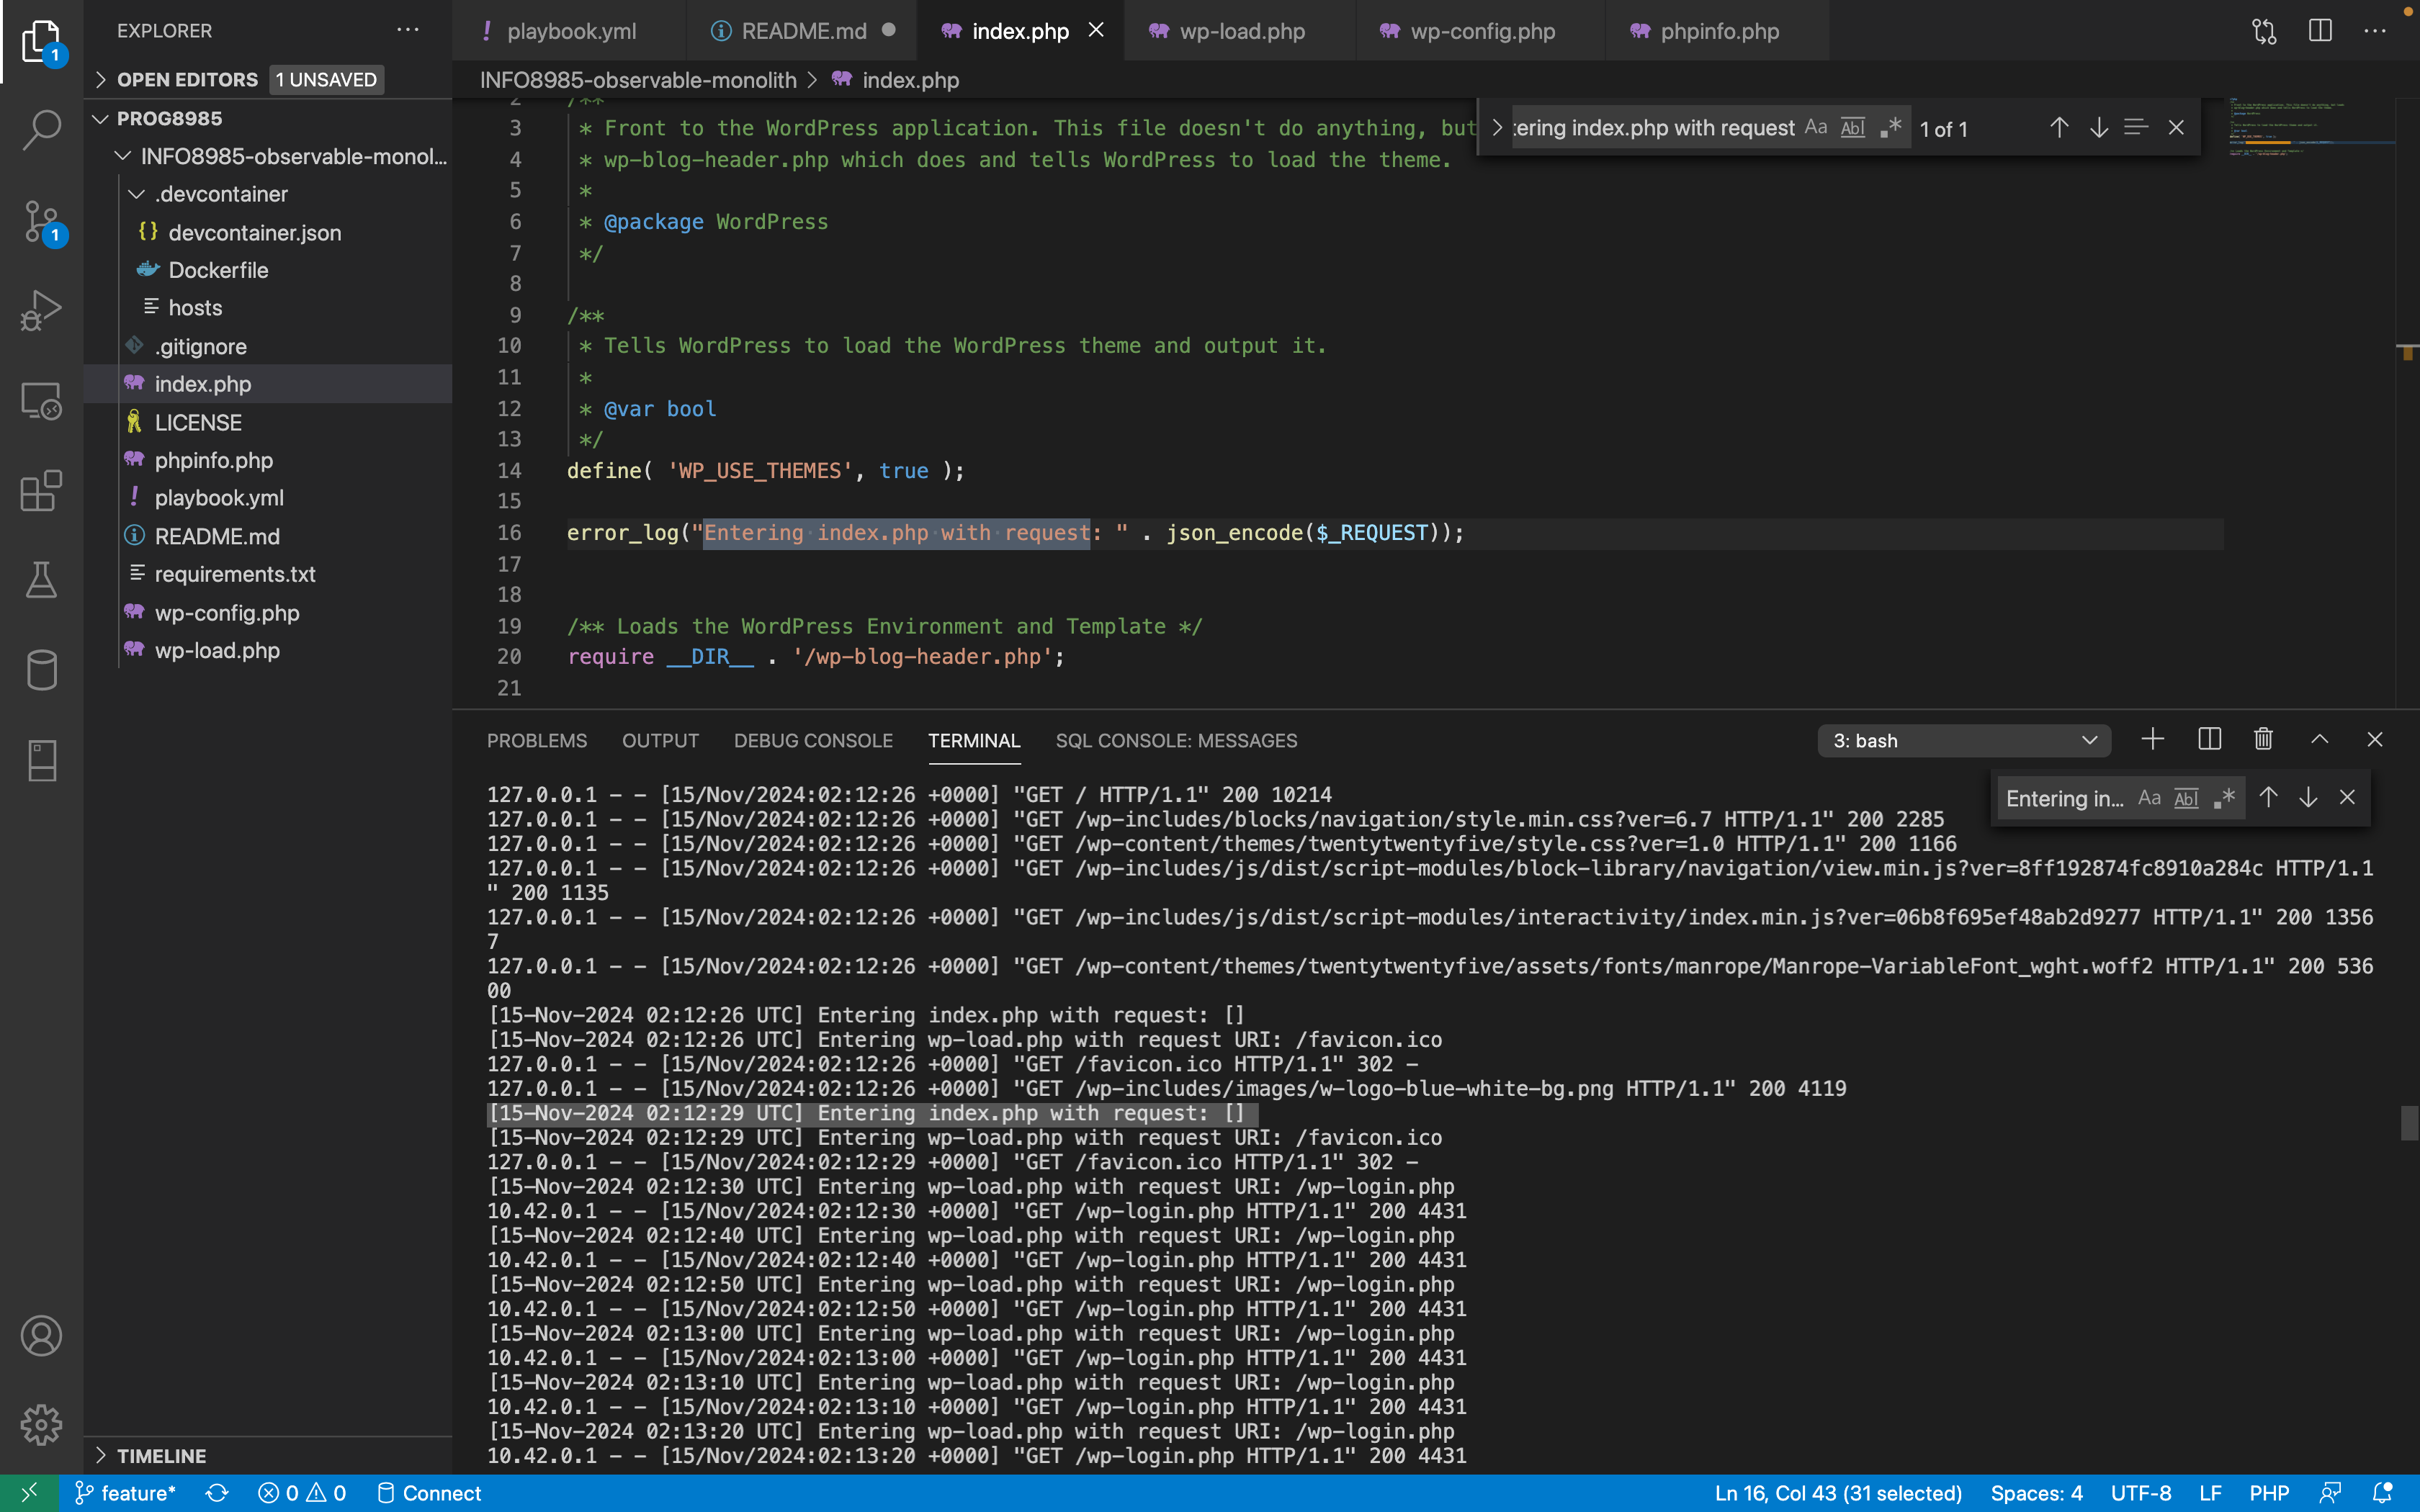 EXPLORER
1
OPEN EDITORS 1 UNSAVED
PROG8985
INFO8985-observable-monol...
.devcontainer
devcontainer.json
Dockerfile
hosts
.gitignore
index.php
LICENSE
phpinfo.php
playbook.yml
README.md
requirements.txt
wp-config.php
wp-load.php
1
TIMELINE
playbook.yml README.md index.php wp-load.php wp-config.php phpinfo.php
INFO8985-observable-monolith > index.php
tering index.php with request Aa Abl .* 1 of 1
2 /**
3 * Front to the WordPress application. This file doesn't do anything, but
4 * wp-blog-header.php which does and tells WordPress to load the theme.
5 *
6 * @package WordPress
7 */
8
9 /**
10 * Tells WordPress to load the WordPress theme and output it.
11 *
12 * @var bool
13 */
14 define( 'WP_USE_THEMES', true );
15
16 error_log("Entering index.php with request: " . json_encode($_REQUEST));
17
18
19 /** Loads the WordPress Environment and Template */
20 require __DIR__ . '/wp-blog-header.php';
21
PROBLEMS OUTPUT DEBUG CONSOLE TERMINAL SQL CONSOLE: MESSAGES 3: bash
Entering in... Aa Abl .*
127.0.0.1 - - [15/Nov/2024:02:12:26 +0000] "GET / HTTP/1.1" 200 10214
127.0.0.1 - - [15/Nov/2024:02:12:26 +0000] "GET /wp-includes/blocks/navigation/style.min.css?ver=6.7 HTTP/1.1" 200 2285
127.0.0.1 - - [15/Nov/2024:02:12:26 +0000] "GET /wp-content/themes/twentytwentyfive/style.css?ver=1.0 HTTP/1.1" 200 1166
127.0.0.1 - - [15/Nov/2024:02:12:26 +0000] "GET /wp-includes/js/dist/script-modules/block-library/navigation/view.min.js?ver=8ff192874fc8910a284c HTTP/1.1
" 200 1135
127.0.0.1 - - [15/Nov/2024:02:12:26 +0000] "GET /wp-includes/js/dist/script-modules/interactivity/index.min.js?ver=06b8f695ef48ab2d9277 HTTP/1.1" 200 1356
7
127.0.0.1 - - [15/Nov/2024:02:12:26 +0000] "GET /wp-content/themes/twentytwentyfive/assets/fonts/manrope/Manrope-VariableFont_wght.woff2 HTTP/1.1" 200 536
00
[15-Nov-2024 02:12:26 UTC] Entering index.php with request: []
[15-Nov-2024 02:12:26 UTC] Entering wp-load.php with request URI: /favicon.ico
127.0.0.1 - - [15/Nov/2024:02:12:26 +0000] "GET /favicon.ico HTTP/1.1" 302 -
127.0.0.1 - - [15/Nov/2024:02:12:26 +0000] "GET /wp-includes/images/w-logo-blue-white-bg.png HTTP/1.1" 200 4119
[15-Nov-2024 02:12:29 UTC] Entering index.php with request: []
[15-Nov-2024 02:12:29 UTC] Entering wp-load.php with request URI: /favicon.ico
127.0.0.1 - - [15/Nov/2024:02:12:29 +0000] "GET /favicon.ico HTTP/1.1" 302 -
[15-Nov-2024 02:12:30 UTC] Entering wp-load.php with request URI: /wp-login.php
10.42.0.1 - - [15/Nov/2024:02:12:30 +0000] "GET /wp-login.php HTTP/1.1" 200 4431
[15-Nov-2024 02:12:40 UTC] Entering wp-load.php with request URI: /wp-login.php
10.42.0.1 - - [15/Nov/2024:02:12:40 +0000] "GET /wp-login.php HTTP/1.1" 200 4431
[15-Nov-2024 02:12:50 UTC] Entering wp-load.php with request URI: /wp-login.php
10.42.0.1 - - [15/Nov/2024:02:12:50 +0000] "GET /wp-login.php HTTP/1.1" 200 4431
[15-Nov-2024 02:13:00 UTC] Entering wp-load.php with request URI: /wp-login.php
10.42.0.1 - - [15/Nov/2024:02:13:00 +0000] "GET /wp-login.php HTTP/1.1" 200 4431
[15-Nov-2024 02:13:10 UTC] Entering wp-load.php with request URI: /wp-login.php
10.42.0.1 - - [15/Nov/2024:02:13:10 +0000] "GET /wp-login.php HTTP/1.1" 200 4431
[15-Nov-2024 02:13:20 UTC] Entering wp-load.php with request URI: /wp-login.php
10.42.0.1 - - [15/Nov/2024:02:13:20 +0000] "GET /wp-login.php HTTP/1.1" 200 4431
feature* 0 0 Connect Ln 16, Col 43 (31 selected) Spaces: 4 UTF-8 LF PHP